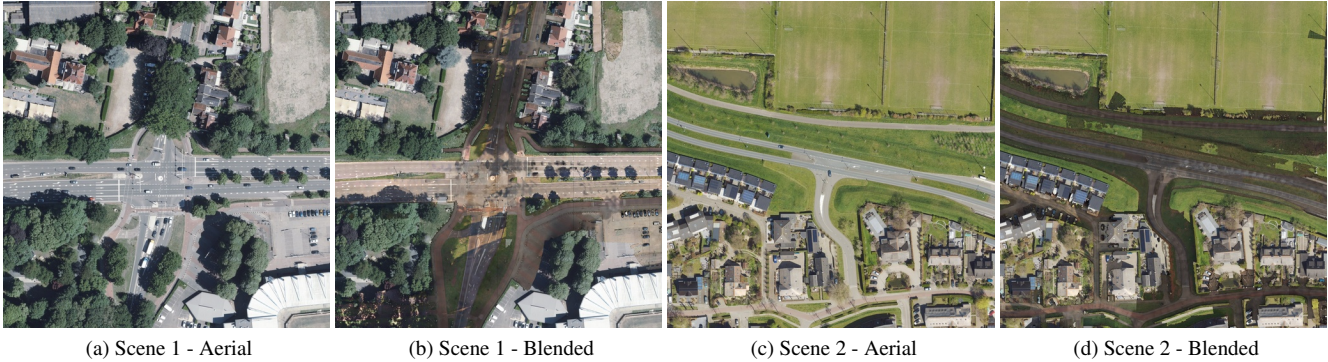 (a) Scene 1 - Aerial
(b) Scene 1 - Blended
(c) Scene 2 - Aerial
(d) Scene 2 - Blended